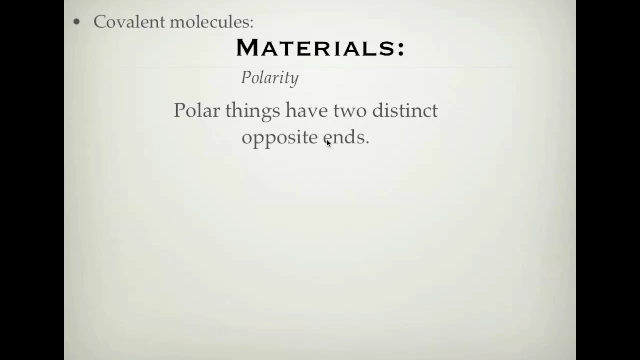 • Covalent molecules:
MATERIALS:
Polarity
Polar things have two distinct
opposite ends.